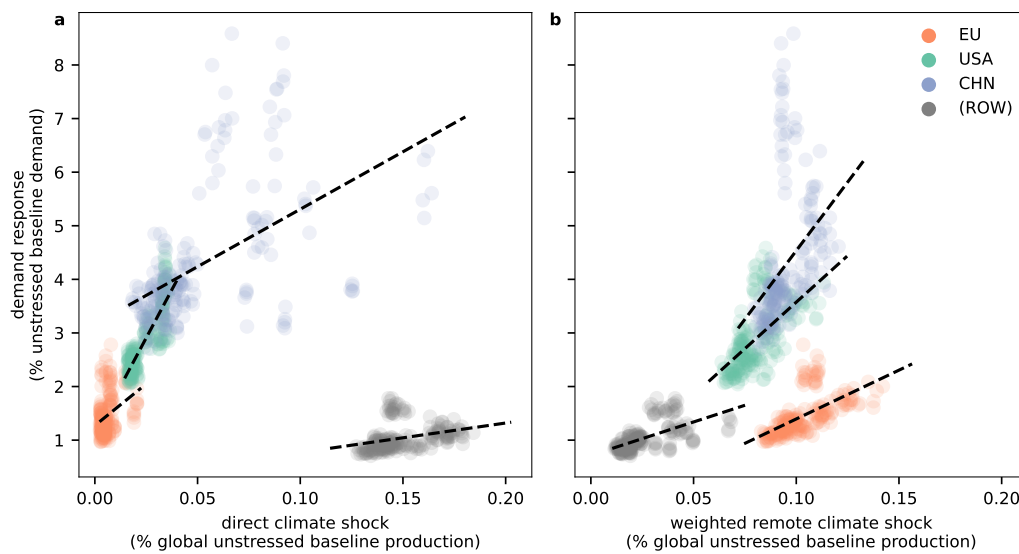 a
b
EU
USA
CHN
(ROW)
demand response
(% unstressed baseline demand)
8
7
6
5
4
3
2
1
0.00 0.05 0.10 0.15 0.20
direct climate shock
(% global unstressed baseline production)
0.00 0.05 0.10 0.15 0.20
weighted remote climate shock
(% global unstressed baseline production)